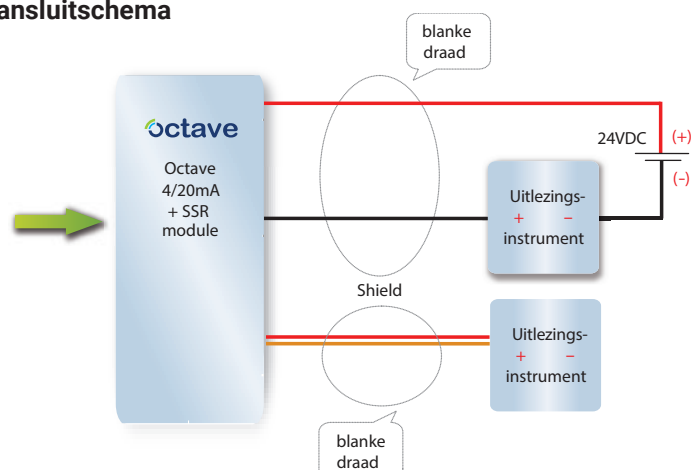 ansluitschema
blanke
draad
octave
Octave
4/20mA
+ SSR
module
24VDC
(+)
(-)
Uitlezings-
+ –
instrument
Shield
Uitlezings-
+ –
instrument
blanke
draad